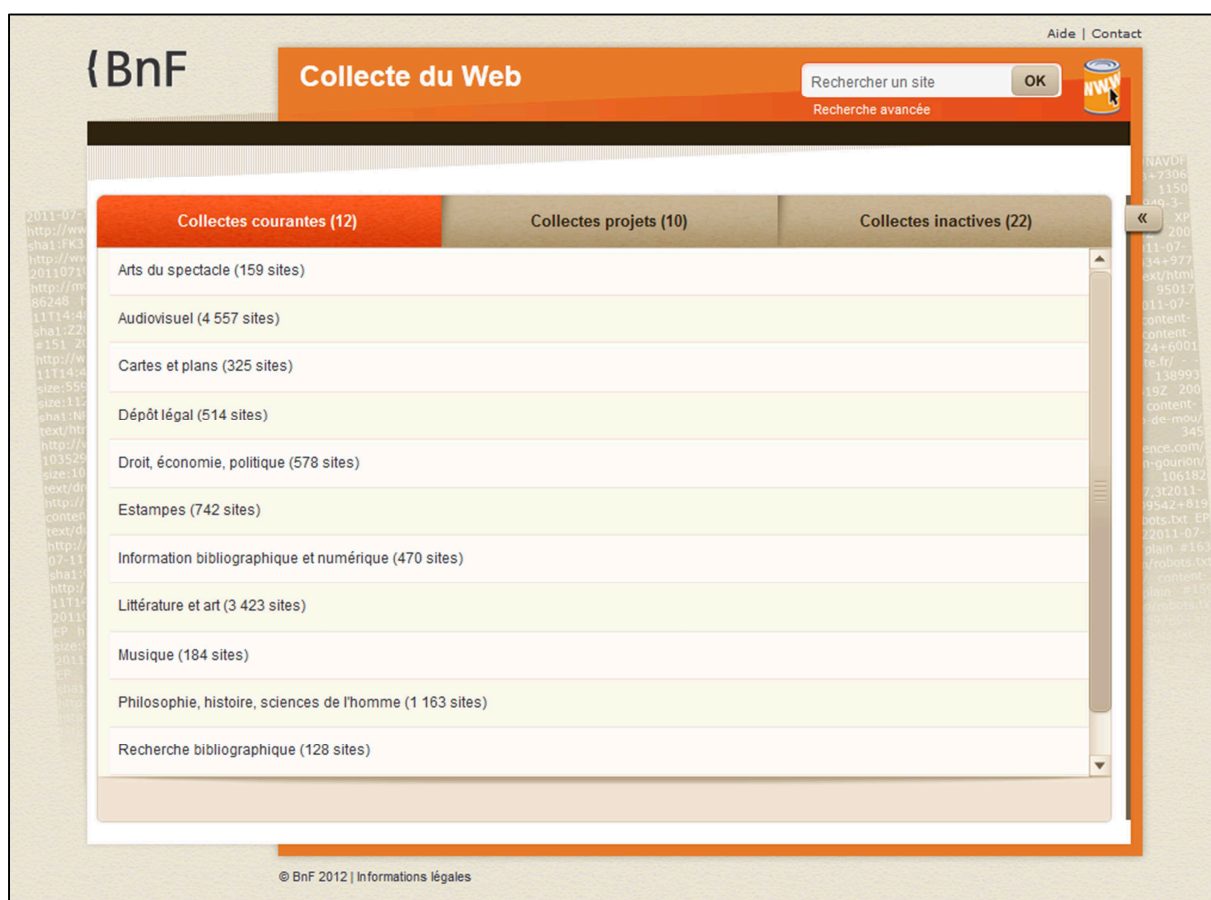 Aide | Contact
{BnF
Collecte du Web
Rechercher un site
OK
WWW
Recherche avancée
Collectes courantes (12)
Collectes projets (10)
Collectes inactives (22)
«
Arts du spectacle (159 sites)
Audiovisuel (4 557 sites)
Cartes et plans (325 sites)
Dépôt légal (514 sites)
Droit, économie, politique (578 sites)
Estampes (742 sites)
Information bibliographique et numérique (470 sites)
Littérature et art (3 423 sites)
Musique (184 sites)
Philosophie, histoire, sciences de l'homme (1 163 sites)
Recherche bibliographique (128 sites)
© BnF 2012 | Informations légales